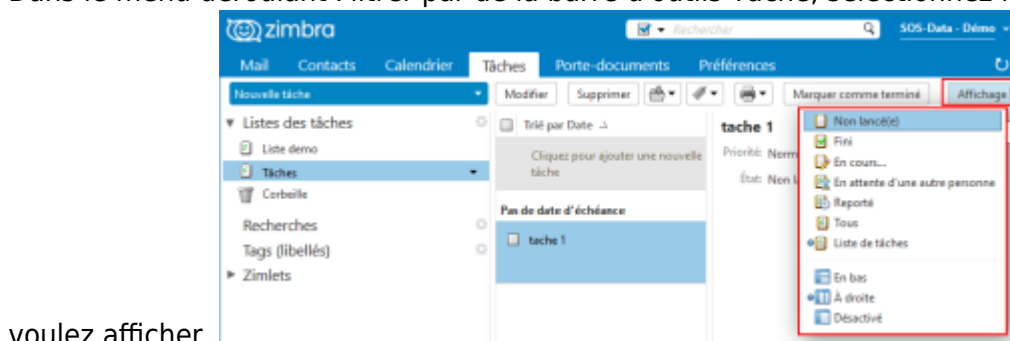 Dans le menu déroulant Filtrer par de la barre d'outils Tâche, sélectionnez
zimbra
Rechercher
SOS-Data - Démo
Mail Contacts Calendrier Tâches Porte-documents Préférences
Nouvelle tâche
Modifier Supprimer Marquer comme terminé Affichage
Listes des tâches
Liste demo
Tâches
Corbeille
Recherches
Tags (libellés)
Zimlets
Trié par Date
Cliquez pour ajouter une nouvelle
tâche
Pas de date d'échéance
tache 1
tache 1
Priorité: Norm
État: Non l
Non lancé(e)
Fini
En cours...
En attente d'une autre personne
Reporté
Tous
Liste de tâches
En bas
À droite
Désactivé
voulez afficher